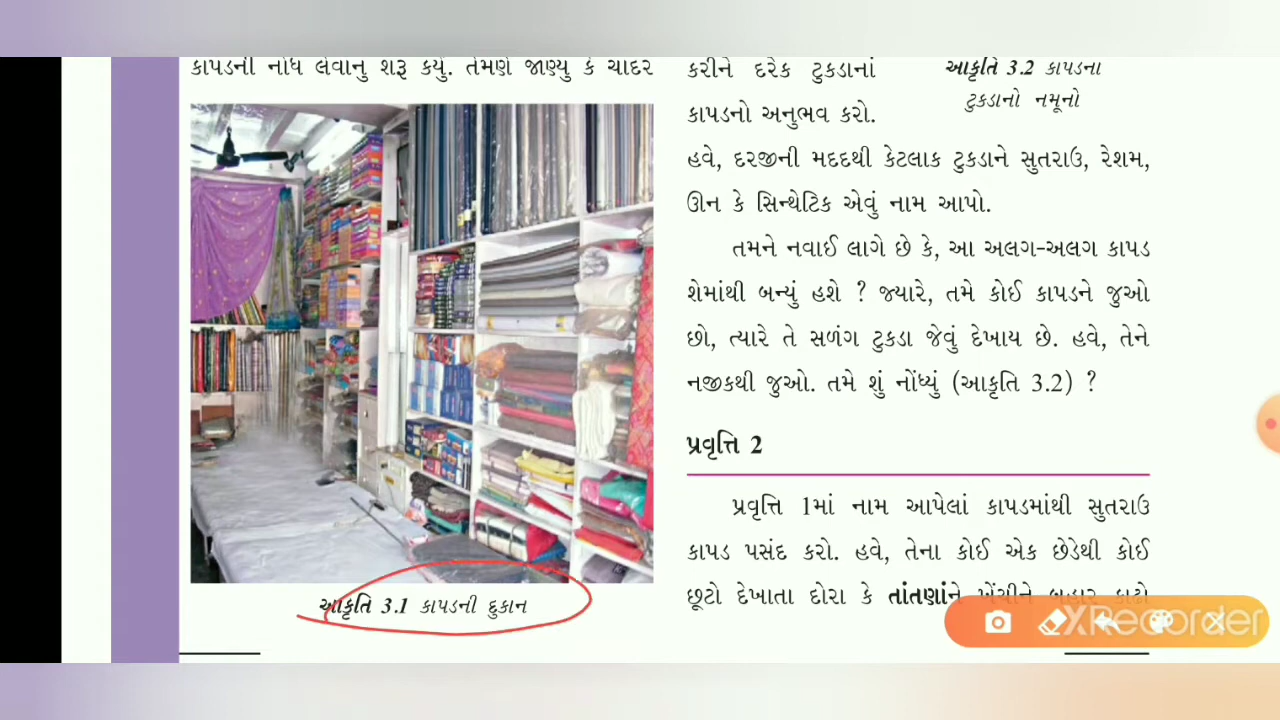 કાપડની નોંધ લેવાનું શરૂ કર્યું. તેમણે જાણ્યું કે ચાદર
આકૃતિ 3.1 કાપડની દુકાન
કરીને દરેક ટુકડાનાં
કાપડનો અનુભવ કરો.
આકૃતિ 3.2 કાપડના
ટુકડાનો નમૂનો
હવે, દરજીની મદદથી કેટલાક ટુકડાને સુતરાઉ, રેશમ,
ઊન કે સિન્થેટિક એવું નામ આપો.
તમને નવાઈ લાગે છે કે, આ અલગ-અલગ કાપડ
શેમાંથી બન્યું હશે ? જ્યારે, તમે કોઈ કાપડને જુઓ
છો, ત્યારે તે સળંગ ટુકડા જેવું દેખાય છે. હવે, તેને
નજીકથી જુઓ. તમે શું નોંધ્યું (આકૃતિ 3.2) ?
પ્રવૃત્તિ 2
પ્રવૃત્તિ 1માં નામ આપેલાં કાપડમાંથી સુતરાઉ
કાપડ પસંદ કરો. હવે, તેના કોઈ એક છેડેથી કોઈ
છૂટો દેખાતા દોરા કે તાંતણાંને ખેંચીને બહાર કાઢો
XRecorder